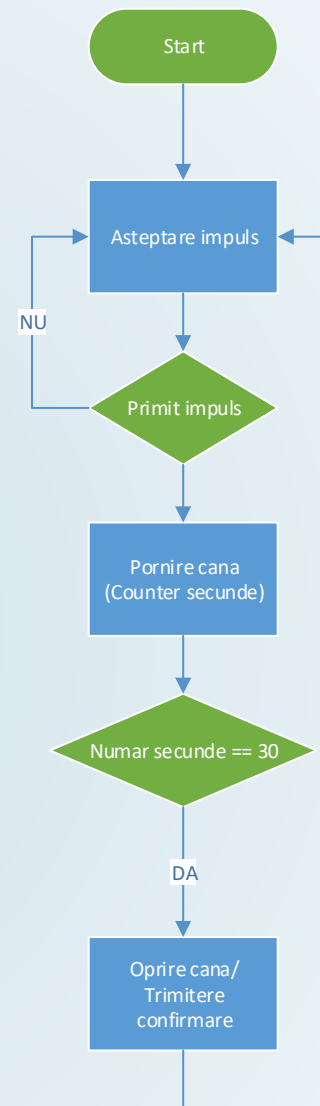 Start
Asteptare impuls
NU
Primit impuls
Pornire cana
(Counter secunde)
Numar secunde == 30
DA
Oprire cana/
Trimitere
confirmare